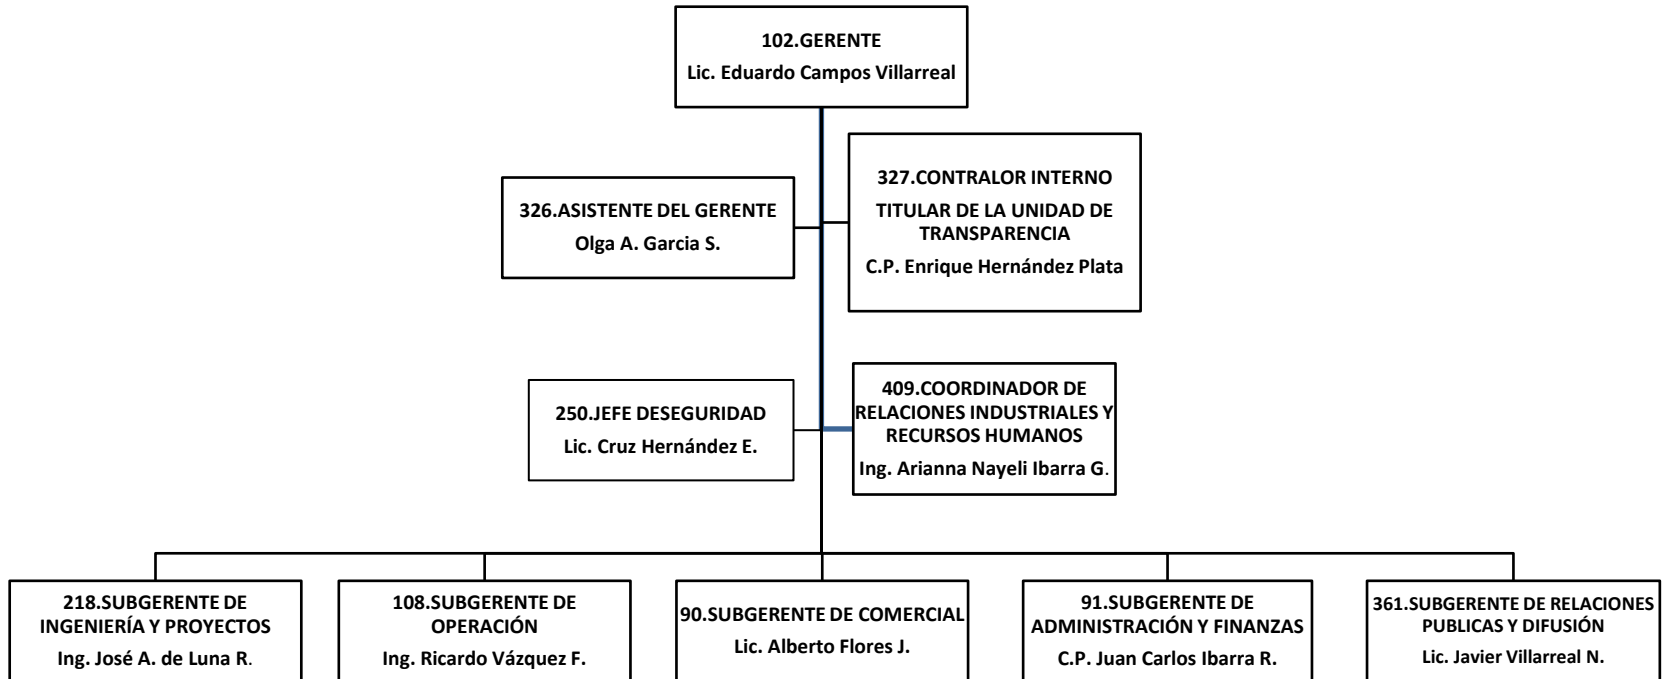 102.GERENTE
Lic. Eduardo Campos Villarreal
326.ASISTENTE DEL GERENTE
Olga A. Garcia S.
327.CONTRALOR INTERNO
TITULAR DE LA UNIDAD DE
TRANSPARENCIA
C.P. Enrique Hernández Plata
250.JEFE DESEGURIDAD
Lic. Cruz Hernández E.
409.COORDINADOR DE
RELACIONES INDUSTRIALES Y
RECURSOS HUMANOS
Ing. Arianna Nayeli Ibarra G.
218.SUBGERENTE DE
INGENIERÍA Y PROYECTOS
Ing. José A. de Luna R.
108.SUBGERENTE DE
OPERACIÓN
Ing. Ricardo Vázquez F.
90.SUBGERENTE DE COMERCIAL
Lic. Alberto Flores J.
91.SUBGERENTE DE
ADMINISTRACIÓN Y FINANZAS
C.P. Juan Carlos Ibarra R.
361.SUBGERENTE DE RELACIONES
PUBLICAS Y DIFUSIÓN
Lic. Javier Villarreal N.